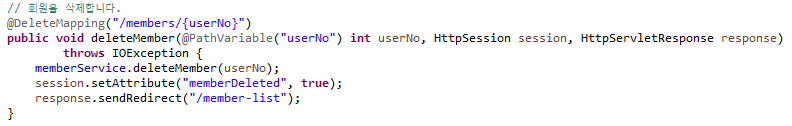 // 회원을 삭제합니다.
@DeleteMapping("/members/{userNo}")
public void deleteMember(@PathVariable("userNo") int userNo, HttpSession session, HttpServletResponse response)
        throws IOException {
    memberService.deleteMember(userNo);
    session.setAttribute("memberDeleted", true);
    response.sendRedirect("/member-list");
}